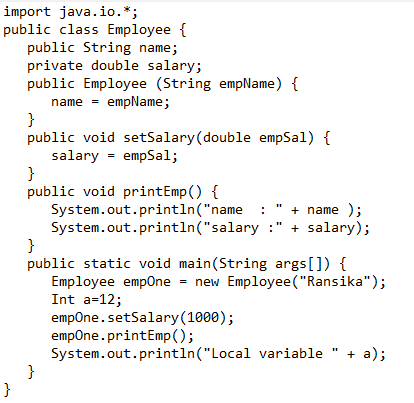 import java.io.*;
public class Employee {
public String name;
private double salary;
public Employee (String empName) {
name = empName;
}
public void setSalary(double empSal) {
salary = empSal;
}
public void printEmp() {
System.out.println("name  : " + name );
System.out.println("salary :" + salary);
}
public static void main(String args[]) {
Employee empOne = new Employee("Ransika");
Int a=12;
empOne.setSalary(1000);
empOne.printEmp();
System.out.println("Local variable " + a);
}
}